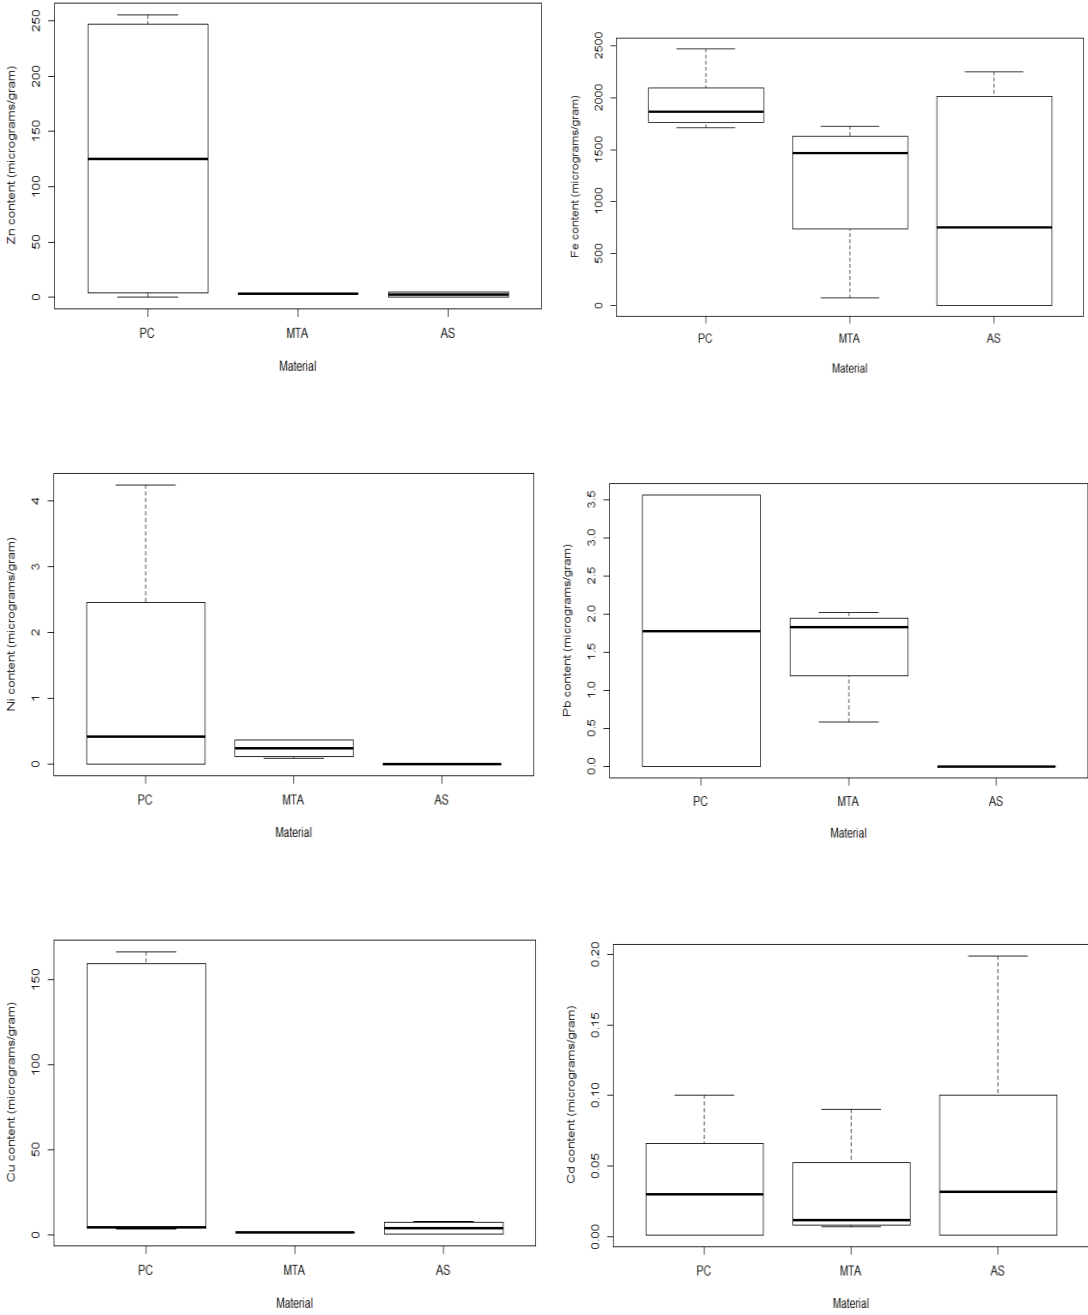 Zn content (micrograms/gram)
250
200
150
100
50
0
PC MTA AS
Material
Fe content (micrograms/gram)
2500
2000
1500
1000
500
0
PC MTA AS
Material
Ni content (micrograms/gram)
4
3
2
1
0
PC MTA AS
Material
Pb content (micrograms/gram)
3.5
3.0
2.5
2.0
1.5
1.0
0.5
0.0
PC MTA AS
Material
Cu content (micrograms/gram)
150
100
50
0
PC MTA AS
Material
Cd content (micrograms/gram)
0.20
0.15
0.10
0.05
0.00
PC MTA AS
Material